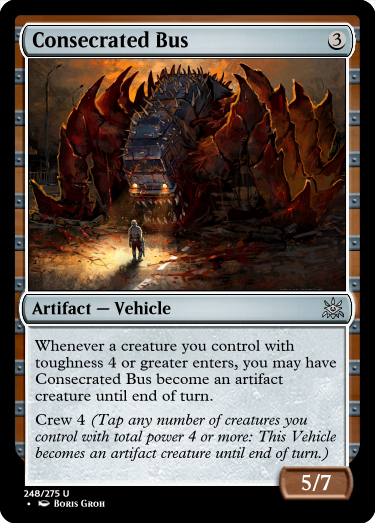 Consecrated Bus 3
Artifact — Vehicle
Whenever a creature you control with
toughness 4 or greater enters, you may have
Consecrated Bus become an artifact
creature until end of turn.
Crew 4 (Tap any number of creatures you
control with total power 4 or more: This Vehicle
becomes an artifact creature until end of turn.)
5/7
248/275 U
• Boris Groh